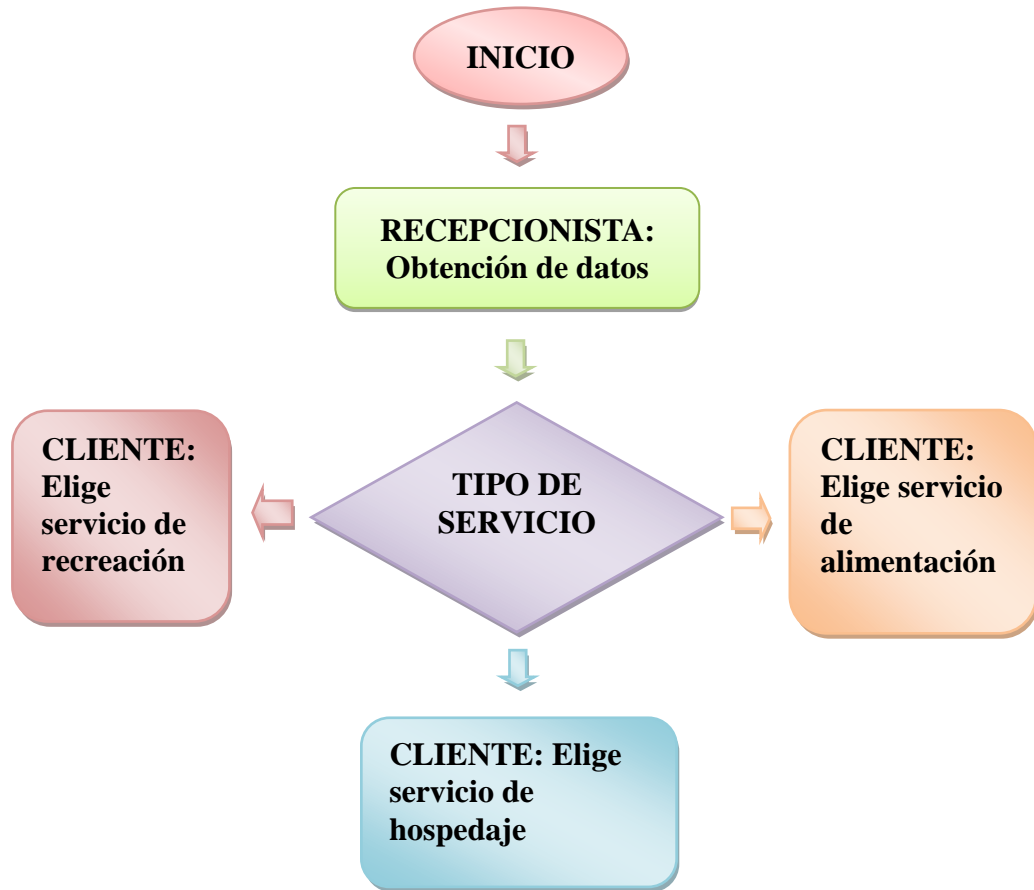 INICIO
RECEPCIONISTA:
Obtención de datos
CLIENTE:
Elige
servicio de
recreación
TIPO DE
SERVICIO
CLIENTE:
Elige servicio
de
alimentación
CLIENTE: Elige
servicio de
hospedaje